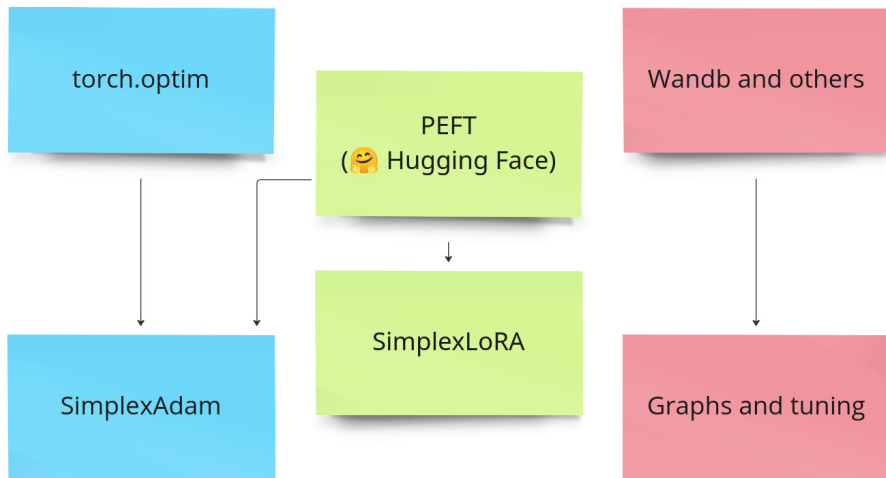 torch.optim
PEFT
(🤗 Hugging Face)
Wandb and others
SimplexAdam
SimplexLoRA
Graphs and tuning